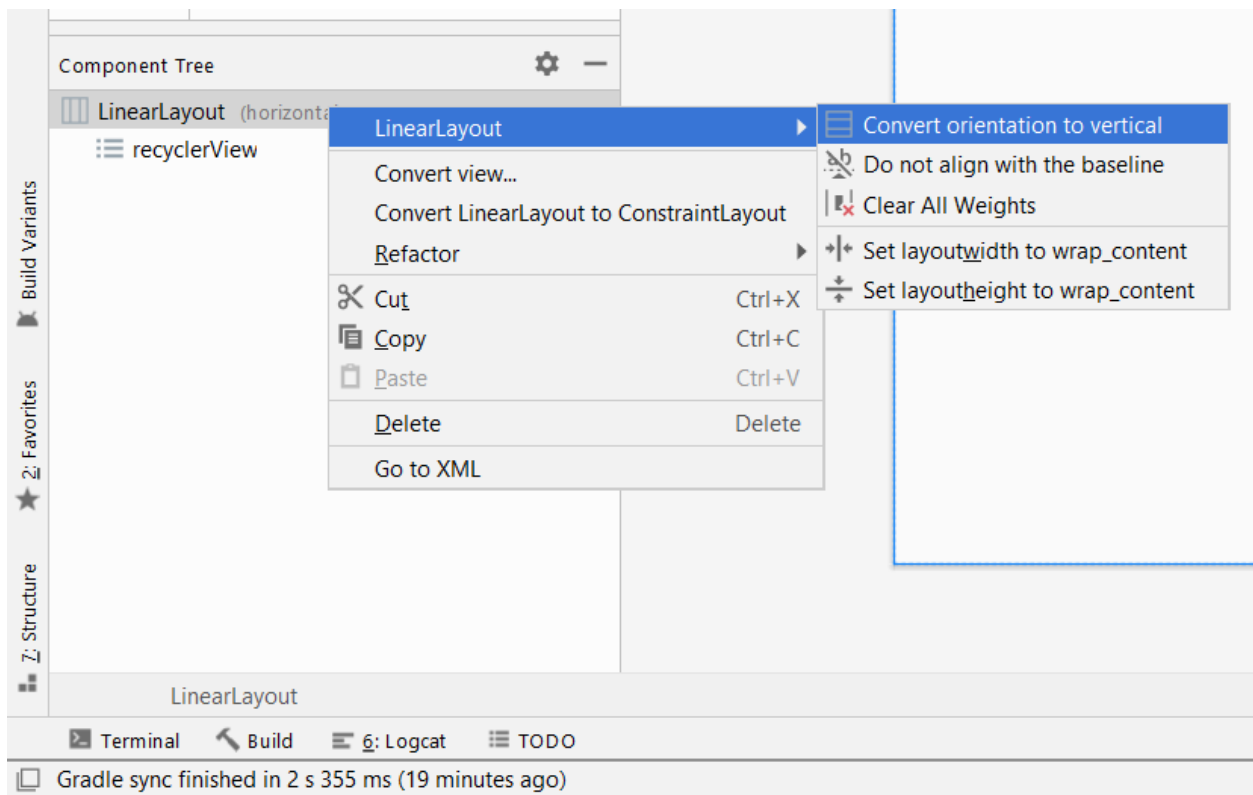 Component Tree
LinearLayout (horizonta
recyclerView
LinearLayout
Convert view...
Convert LinearLayout to ConstraintLayout
Refactor
Cut Ctrl+X
Copy Ctrl+C
Paste Ctrl+V
Delete Delete
Go to XML
Convert orientation to vertical
Do not align with the baseline
Clear All Weights
Set layoutwidth to wrap_content
Set layoutheight to wrap_content
Build Variants
2: Favorites
7: Structure
LinearLayout
Terminal Build 6: Logcat TODO
Gradle sync finished in 2 s 355 ms (19 minutes ago)